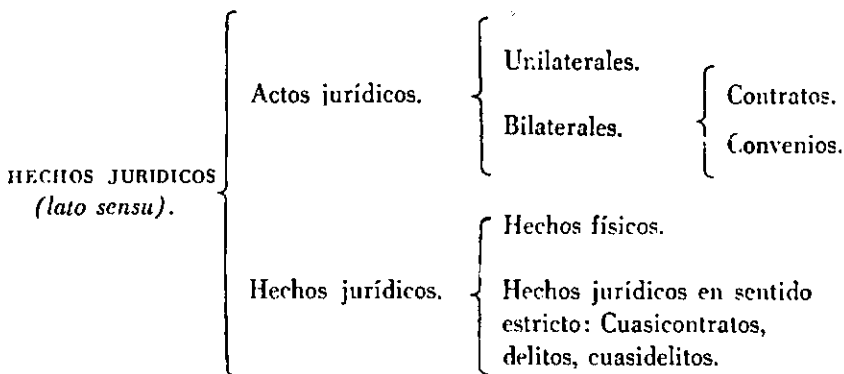 Unilaterales.
Actos jurídicos.
Contratos.
Bilaterales.
Convenios.
HECHOS JURIDICOS
(lato sensu).
Hechos físicos.
Hechos jurídicos.
Hechos jurídicos en sentido
estricto: Cuasicontratos,
delitos, cuasidelitos.